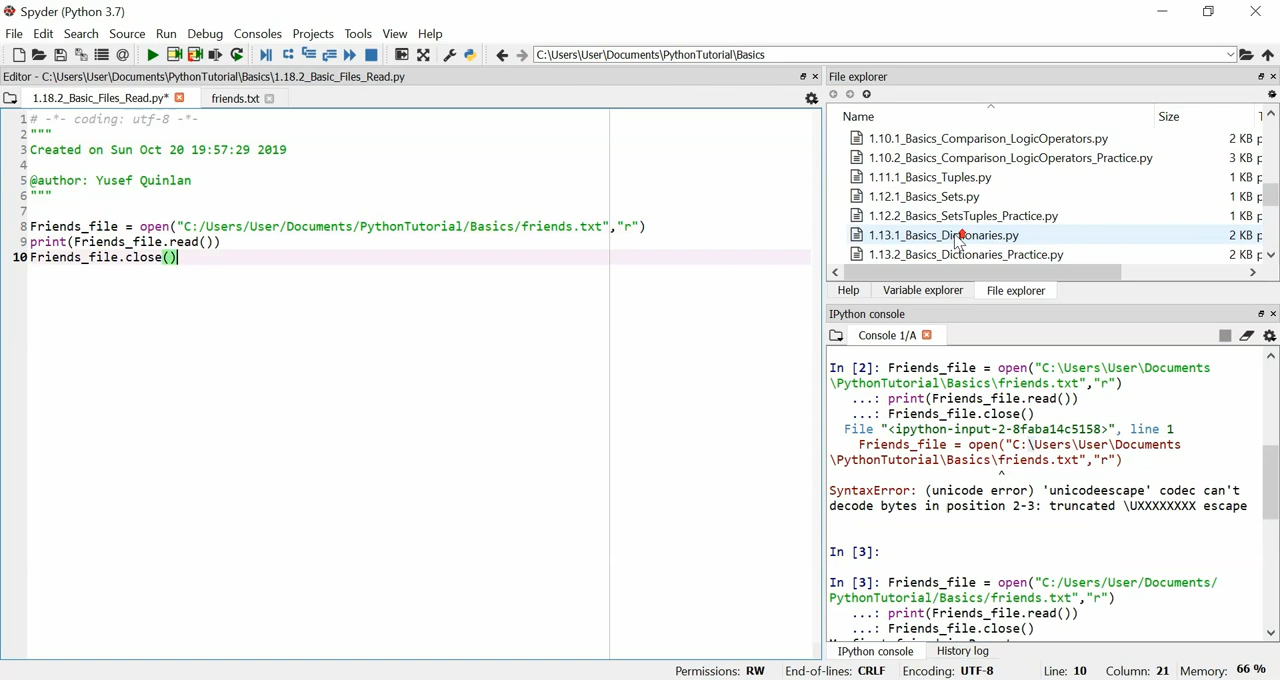 Spyder (Python 3.7)
File Edit Search Source Run Debug Consoles Projects Tools View Help
C:\Users\User\Documents\PythonTutorial\Basics
Editor - C:\Users\User\Documents\PythonTutorial\Basics\1.18.2_Basic_Files_Read.py
1.18.2_Basic_Files_Read.py* friends.txt
1 # -*- coding: utf-8 -*-
2 """
3 Created on Sun Oct 20 19:57:29 2019
4
5 @author: Yusef Quinlan
6 """
7
8 Friends_file = open("C:/Users/User/Documents/PythonTutorial/Basics/friends.txt","r")
9 print(Friends_file.read())
10 Friends_file.close()
File explorer
Name Size T
1.10.1_Basics_Comparison_LogicOperators.py 2 KB p
1.10.2_Basics_Comparison_LogicOperators_Practice.py 3 KB p
1.11.1_Basics_Tuples.py 1 KB p
1.12.1_Basics_Sets.py 1 KB p
1.12.2_Basics_SetsTuples_Practice.py 1 KB p
1.13.1_Basics_Dictionaries.py 2 KB p
1.13.2_Basics_Dictionaries_Practice.py 2 KB p
Help Variable explorer File explorer
IPython console
Console 1/A
In [2]: Friends_file = open("C:\Users\User\Documents
\PythonTutorial\Basics\friends.txt","r")
...: print(Friends_file.read())
...: Friends_file.close()
File "<ipython-input-2-8faba14c5158>", line 1
Friends_file = open("C:\Users\User\Documents
\PythonTutorial\Basics\friends.txt","r")
^
SyntaxError: (unicode error) 'unicodeescape' codec can't
decode bytes in position 2-3: truncated \UXXXXXXXX escape
In [3]:
In [3]: Friends_file = open("C:/Users/User/Documents/
PythonTutorial/Basics/friends.txt","r")
...: print(Friends_file.read())
...: Friends_file.close()
IPython console History log
Permissions: RW End-of-lines: CRLF Encoding: UTF-8 Line: 10 Column: 21 Memory: 66 %